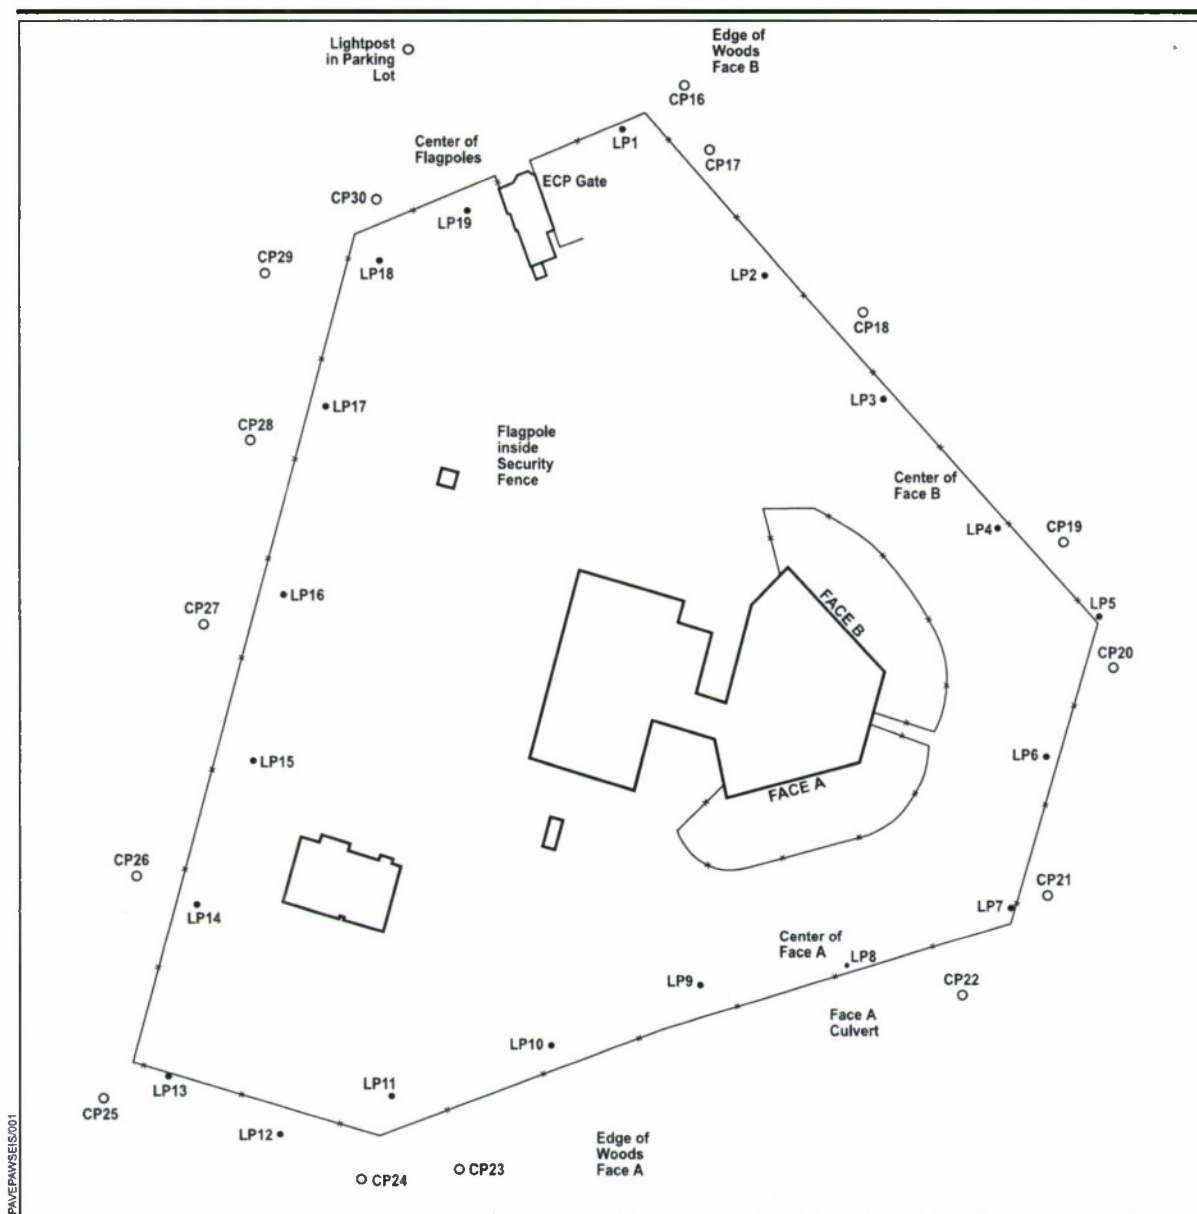 Lightpost
in Parking
Lot
Edge of
Woods
Face B
CP16
LP1
CP17
Center of
Flagpoles
ECP Gate
CP30
LP19
CP29
LP18
LP2
CP18
LP17
LP3
CP28
Flagpole
inside
Security
Fence
Center of
Face B
LP4
CP19
LP16
FACE B
LP5
CP27
CP20
LP15
LP6
FACE A
CP26
CP21
LP14
LP7
Center of
Face A
LP8
LP9
CP22
Face A
Culvert
LP10
LP13
LP11
CP25
LP12
Edge of
Woods
Face A
CP23
CP24
PAVEPAWSEIS/001